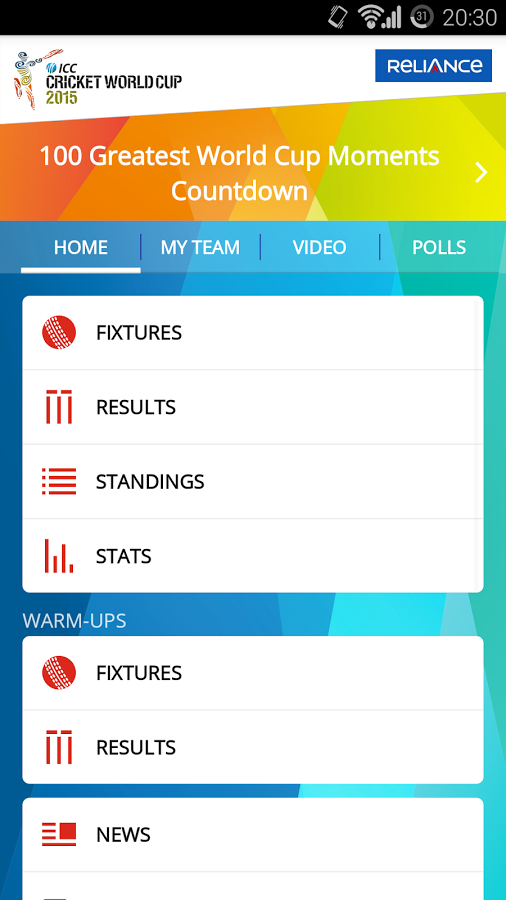 31 20:30
ICC
CRICKET WORLD CUP
2015
RELIANCE
100 Greatest World Cup Moments
Countdown
HOME MY TEAM VIDEO POLLS
FIXTURES
RESULTS
STANDINGS
STATS
WARM-UPS
FIXTURES
RESULTS
NEWS